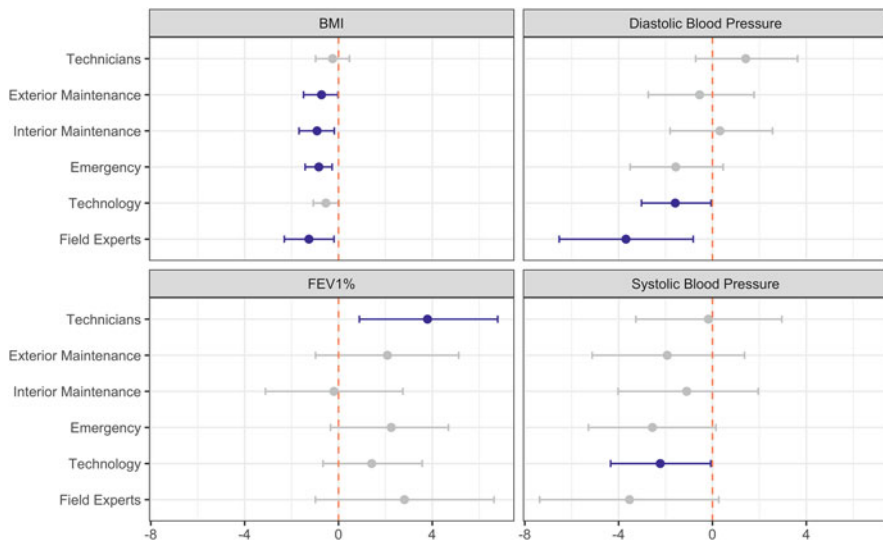 BMI
Diastolic Blood Pressure
Technicians
Exterior Maintenance
Interior Maintenance
Emergency
Technology
Field Experts
FEV1%
Systolic Blood Pressure
Technicians
Exterior Maintenance
Interior Maintenance
Emergency
Technology
Field Experts
-8 -4 0 4 -8 -4 0 4